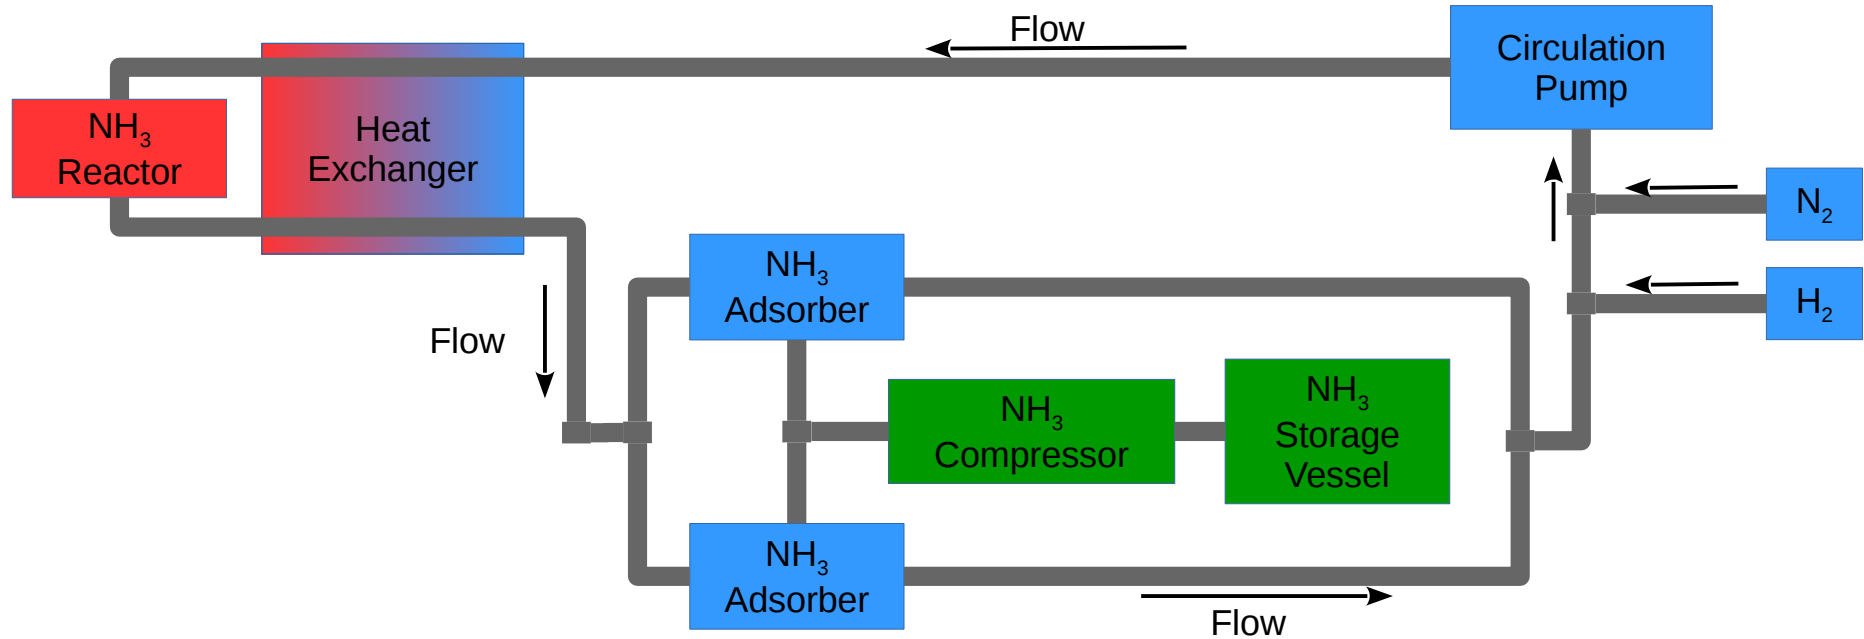 Flow
Circulation
Pump
NH₃
Reactor
Heat
Exchanger
N₂
NH₃
Adsorber
H₂
Flow
NH₃
Compressor
NH₃
Storage
Vessel
NH₃
Adsorber
Flow